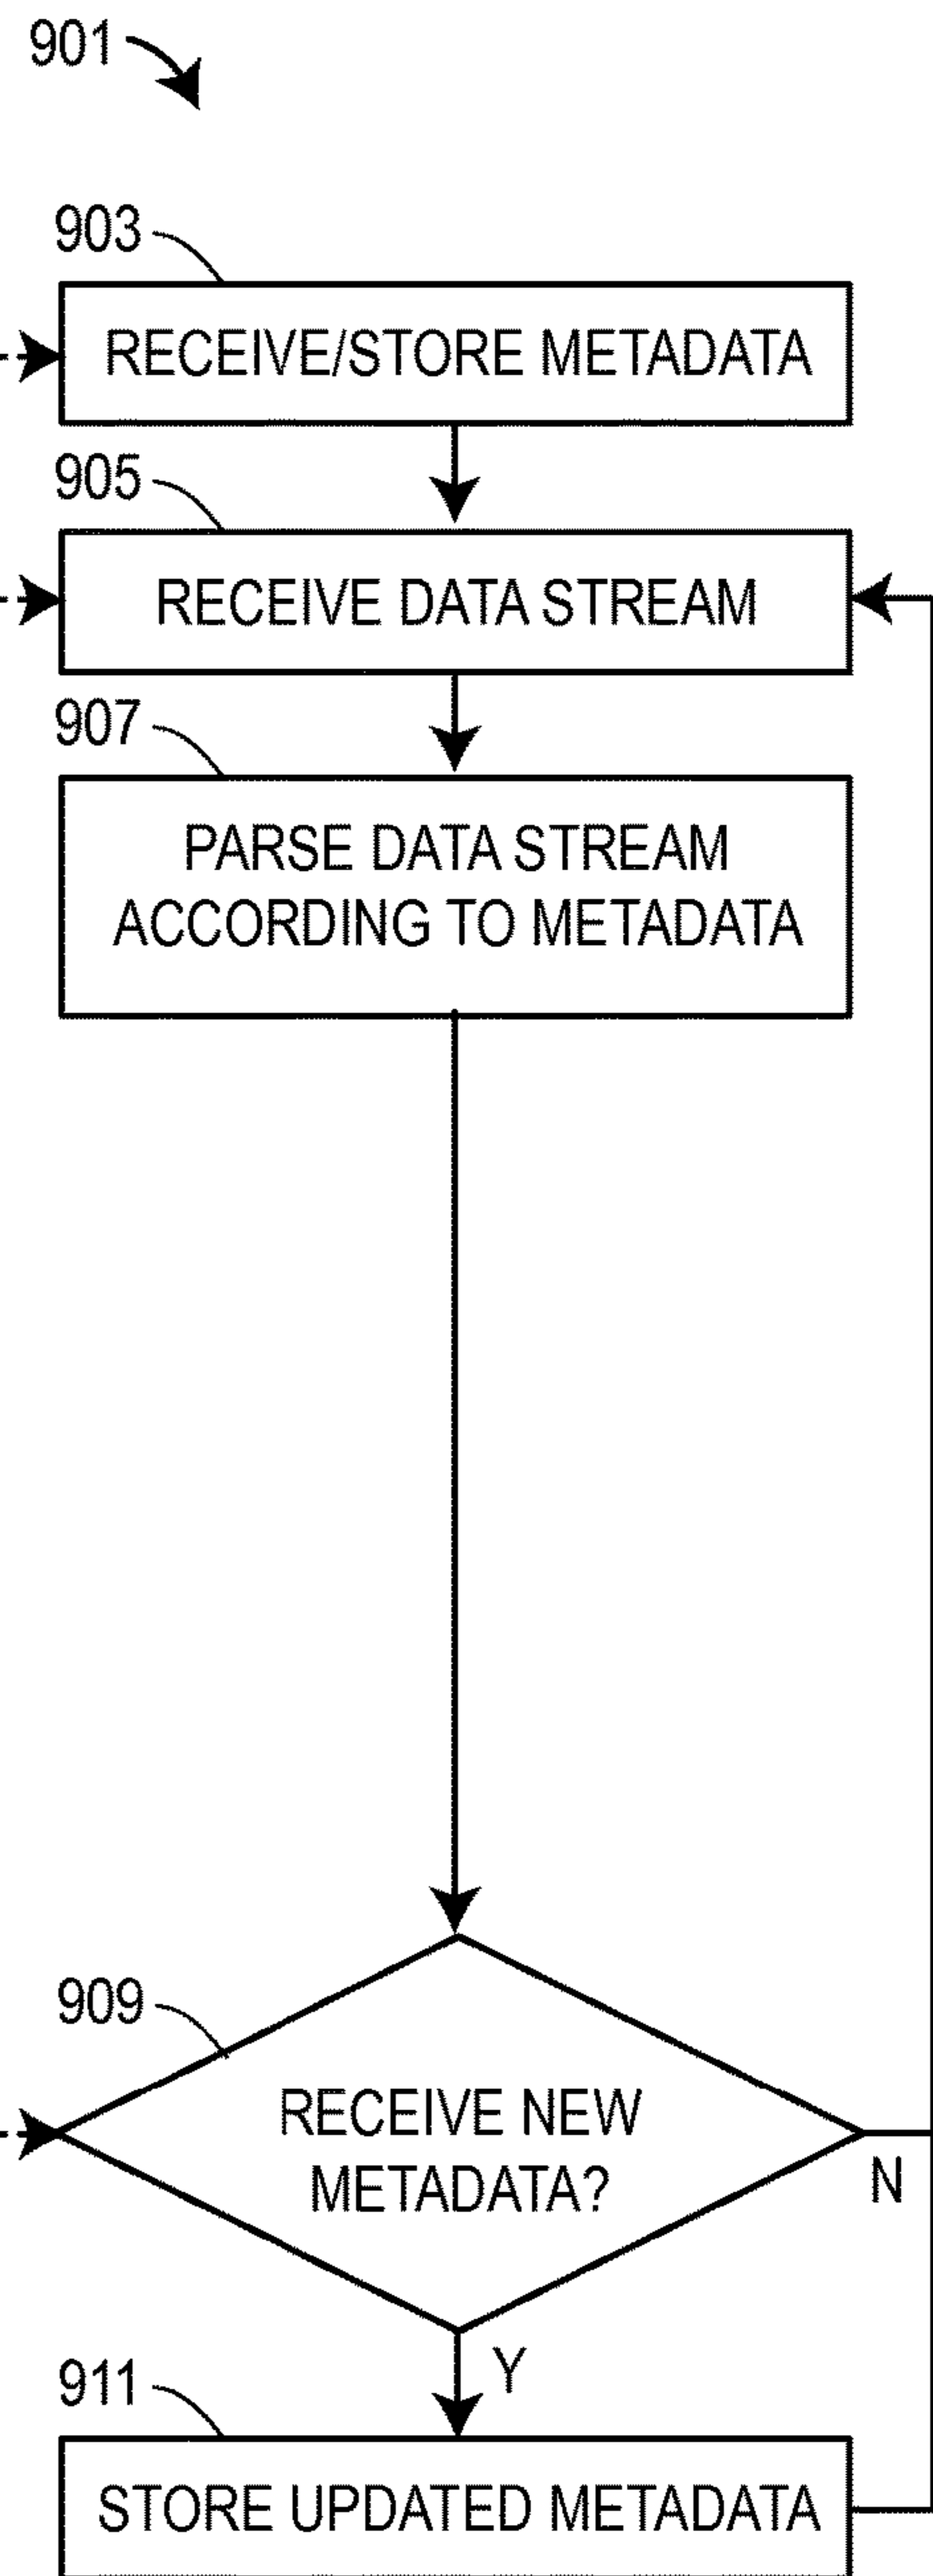 901
903
RECEIVE/STORE METADATA
905
RECEIVE DATA STREAM
907
PARSE DATA STREAM
ACCORDING TO METADATA
909
RECEIVE NEW
METADATA?
N
Y
911
STORE UPDATED METADATA